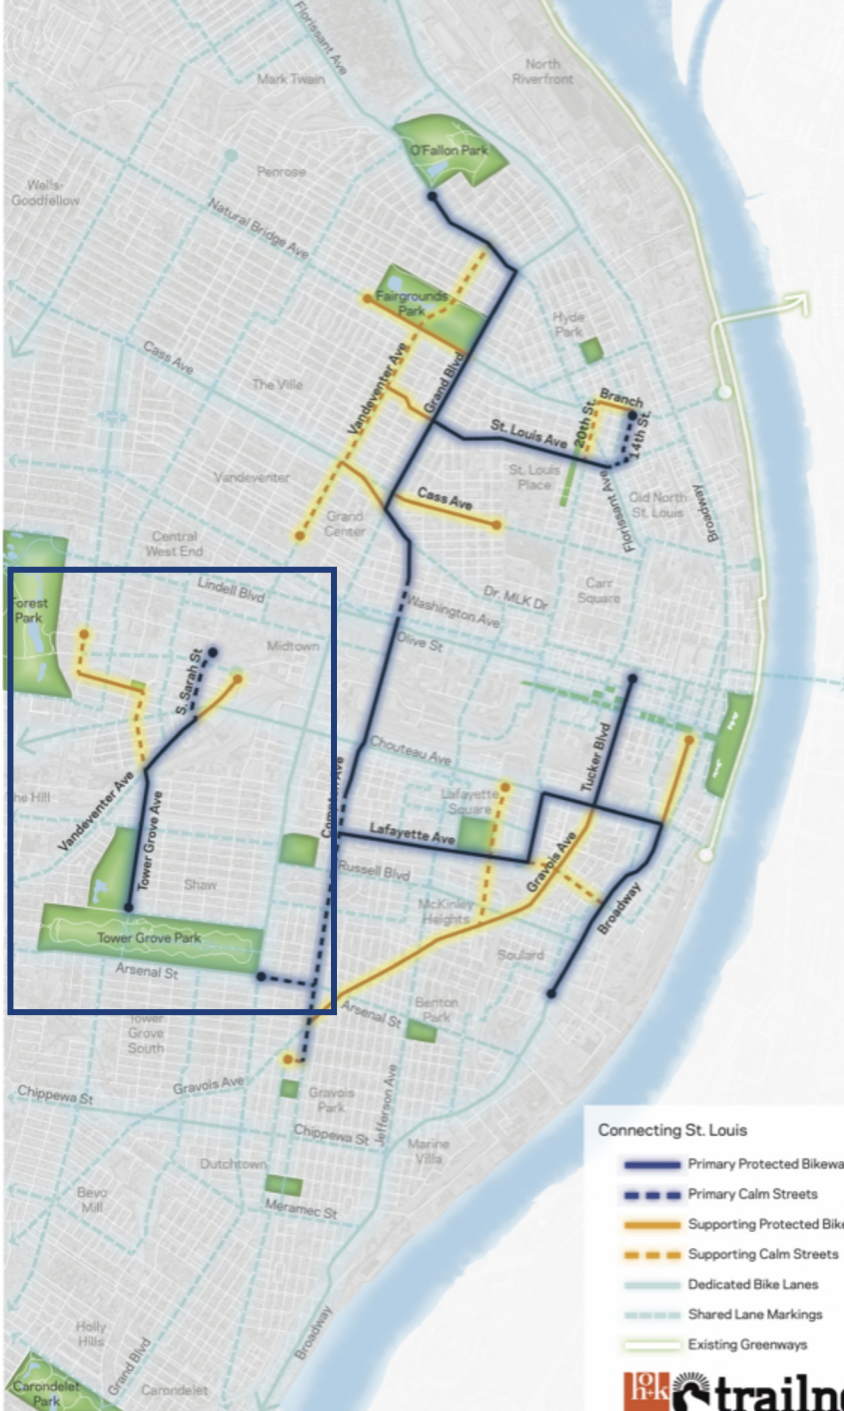 Florissant Ave
North
Riverfront
Mark Twain
O'Fallon Park
Penrose
Wells-
Goodfellow
Natural Bridge Ave
Fairgrounds
Park
Hyde
Park
Cass Ave
The Ville
Vandeventer Ave
Grand Blvd
Branch
20th St.
14th St.
St. Louis Ave
St. Louis
Place
Vandeventer
Cass Ave
Florissant Ave
Old North
St. Louis
Broadway
Grand
Center
Central
West End
Lindell Blvd
Forest
Park
Dr. MLK Dr
Carr
Square
Washington Ave
Olive St
Midtown
S. Sarah St
Chouteau Ave
Tucker Blvd
The Hill
Vandeventer Ave
Tower Grove Ave
Lafayette
Square
Lafayette Ave
Gravois Ave
Russell Blvd
Shaw
McKinley
Heights
Broadway
Tower Grove Park
Soulard
Arsenal St
Arsenal St
Benton
Park
Tower
Grove
South
Gravois Ave
Chippewa St
Gravois
Park
Jefferson Ave
Chippewa St
Marine
Villa
Dutchtown
Bevo
Mill
Meramec St
Holly
Hills
Grand Blvd
Broadway
Carondelet
Park
Carondelet
Connecting St. Louis
Primary Protected Bikewa
Primary Calm Streets
Supporting Protected Bike
Supporting Calm Streets
Dedicated Bike Lanes
Shared Lane Markings
Existing Greenways
h+k
trailne